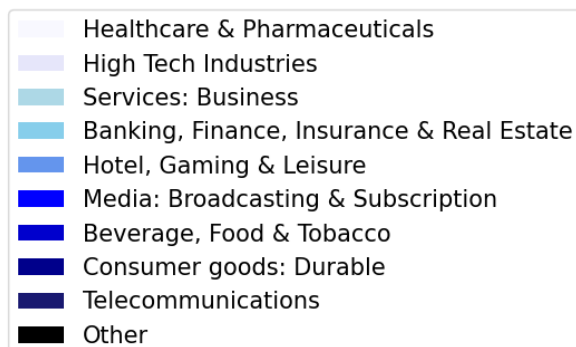 Healthcare & Pharmaceuticals
High Tech Industries
Services: Business
Banking, Finance, Insurance & Real Estate
Hotel, Gaming & Leisure
Media: Broadcasting & Subscription
Beverage, Food & Tobacco
Consumer goods: Durable
Telecommunications
Other